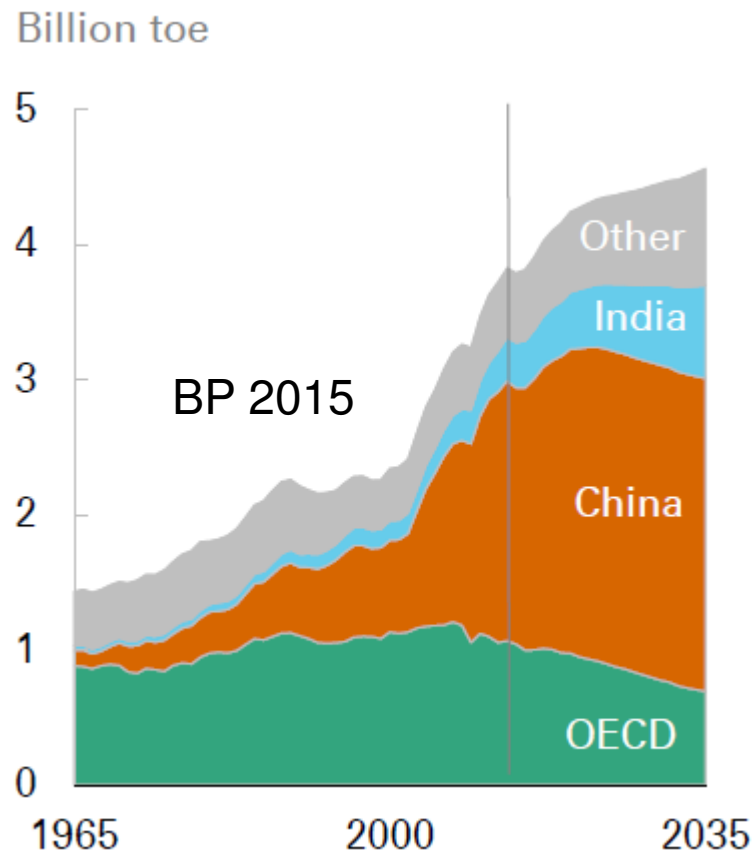 Billion toe
5
4
3
2
1
0
Other
India
BP 2015
China
OECD
1965 2000 2035